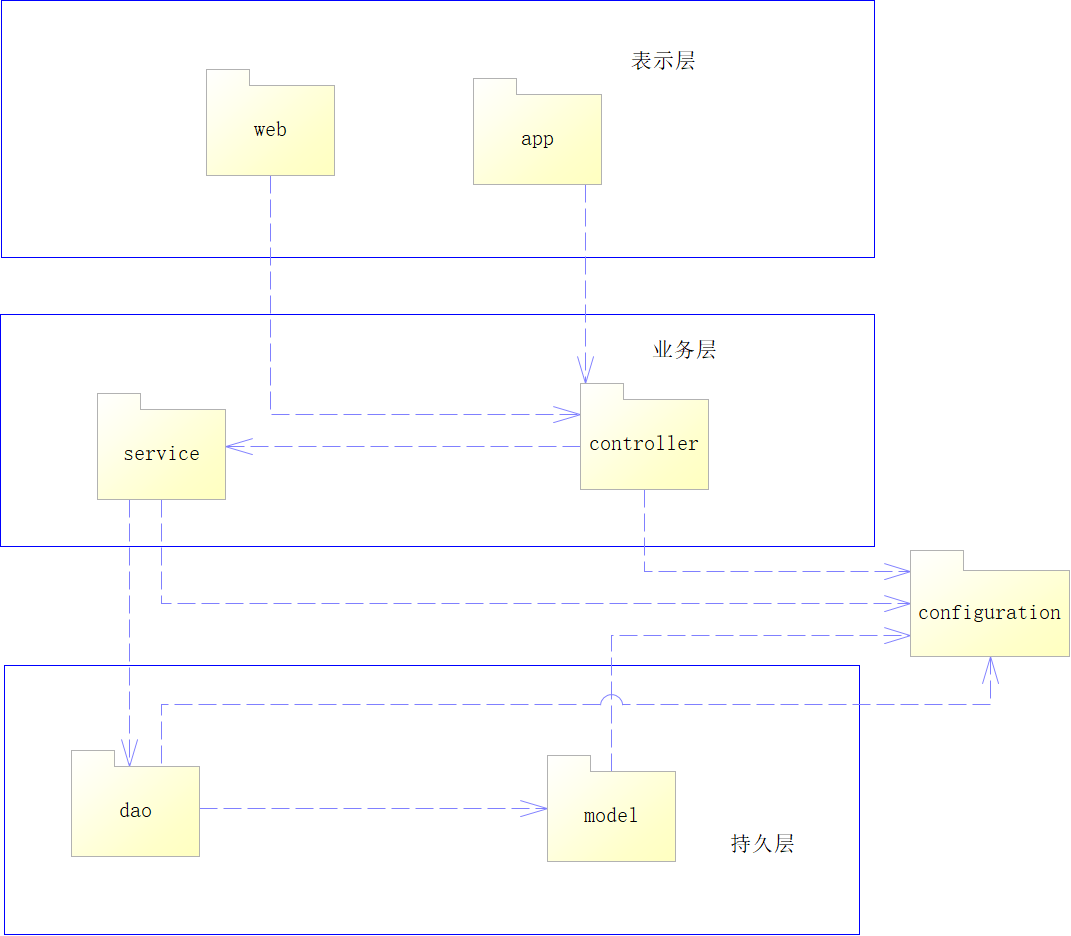 表示层
web
app
业务层
controller
service
configuration
dao
model
持久层